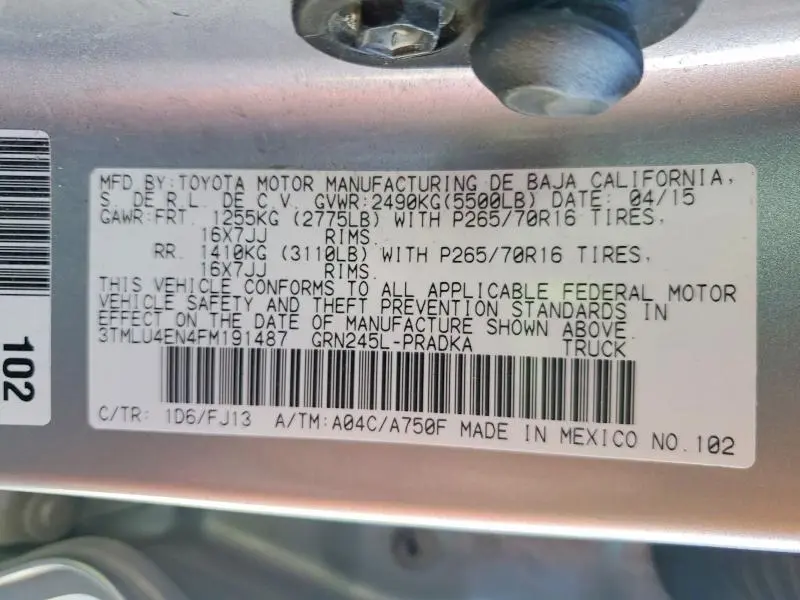 MFD BY:TOYOTA MOTOR MANUFACTURING DE BAJA CALIFORNIA,
S. DE R.L. DE C.V. GVWR:2490KG(5500LB) DATE: 04/15
GAWR:FRT. 1255KG (2775LB) WITH P265/70R16 TIRES,
16X7JJ RIMS.
RR. 1410KG (3110LB) WITH P265/70R16 TIRES,
16X7JJ RIMS.
THIS VEHICLE CONFORMS TO ALL APPLICABLE FEDERAL MOTOR
VEHICLE SAFETY AND THEFT PREVENTION STANDARDS IN
EFFECT ON THE DATE OF MANUFACTURE SHOWN ABOVE.
3TMLU4EN4FM191487 GRN245L-PRADKA TRUCK
C/TR: 1D6/FJ13 A/TM:A04C/A750F MADE IN MEXICO NO.102
102